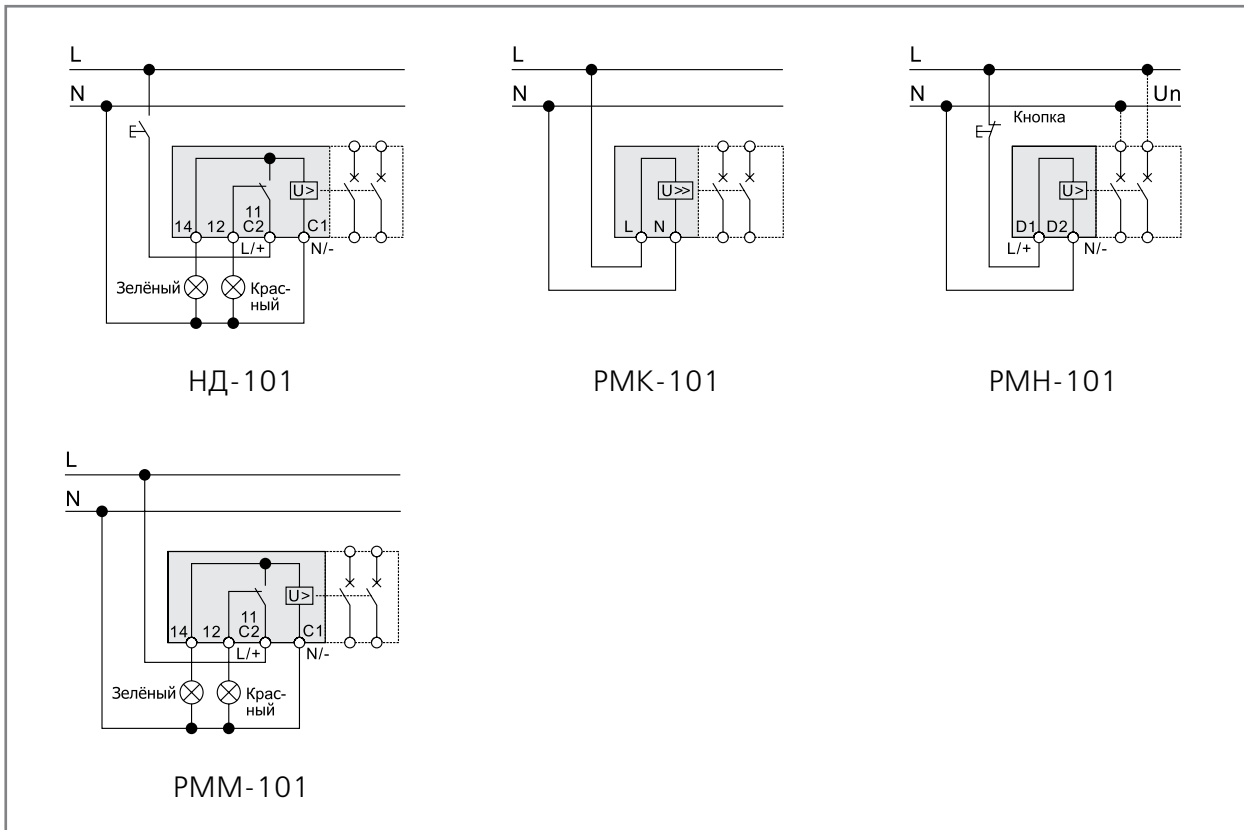 L
N
U>
11
14
12
C2
C1
L/+
N/-
Зелёный
Крас-
ный
НД-101
L
N
U>>
L
N
РМК-101
L
N
Un
Кнопка
U>
D1
D2
L/+
N/-
РМН-101
L
N
U>
11
14
12
C2
C1
L/+
N/-
Зелёный
Крас-
ный
РММ-101